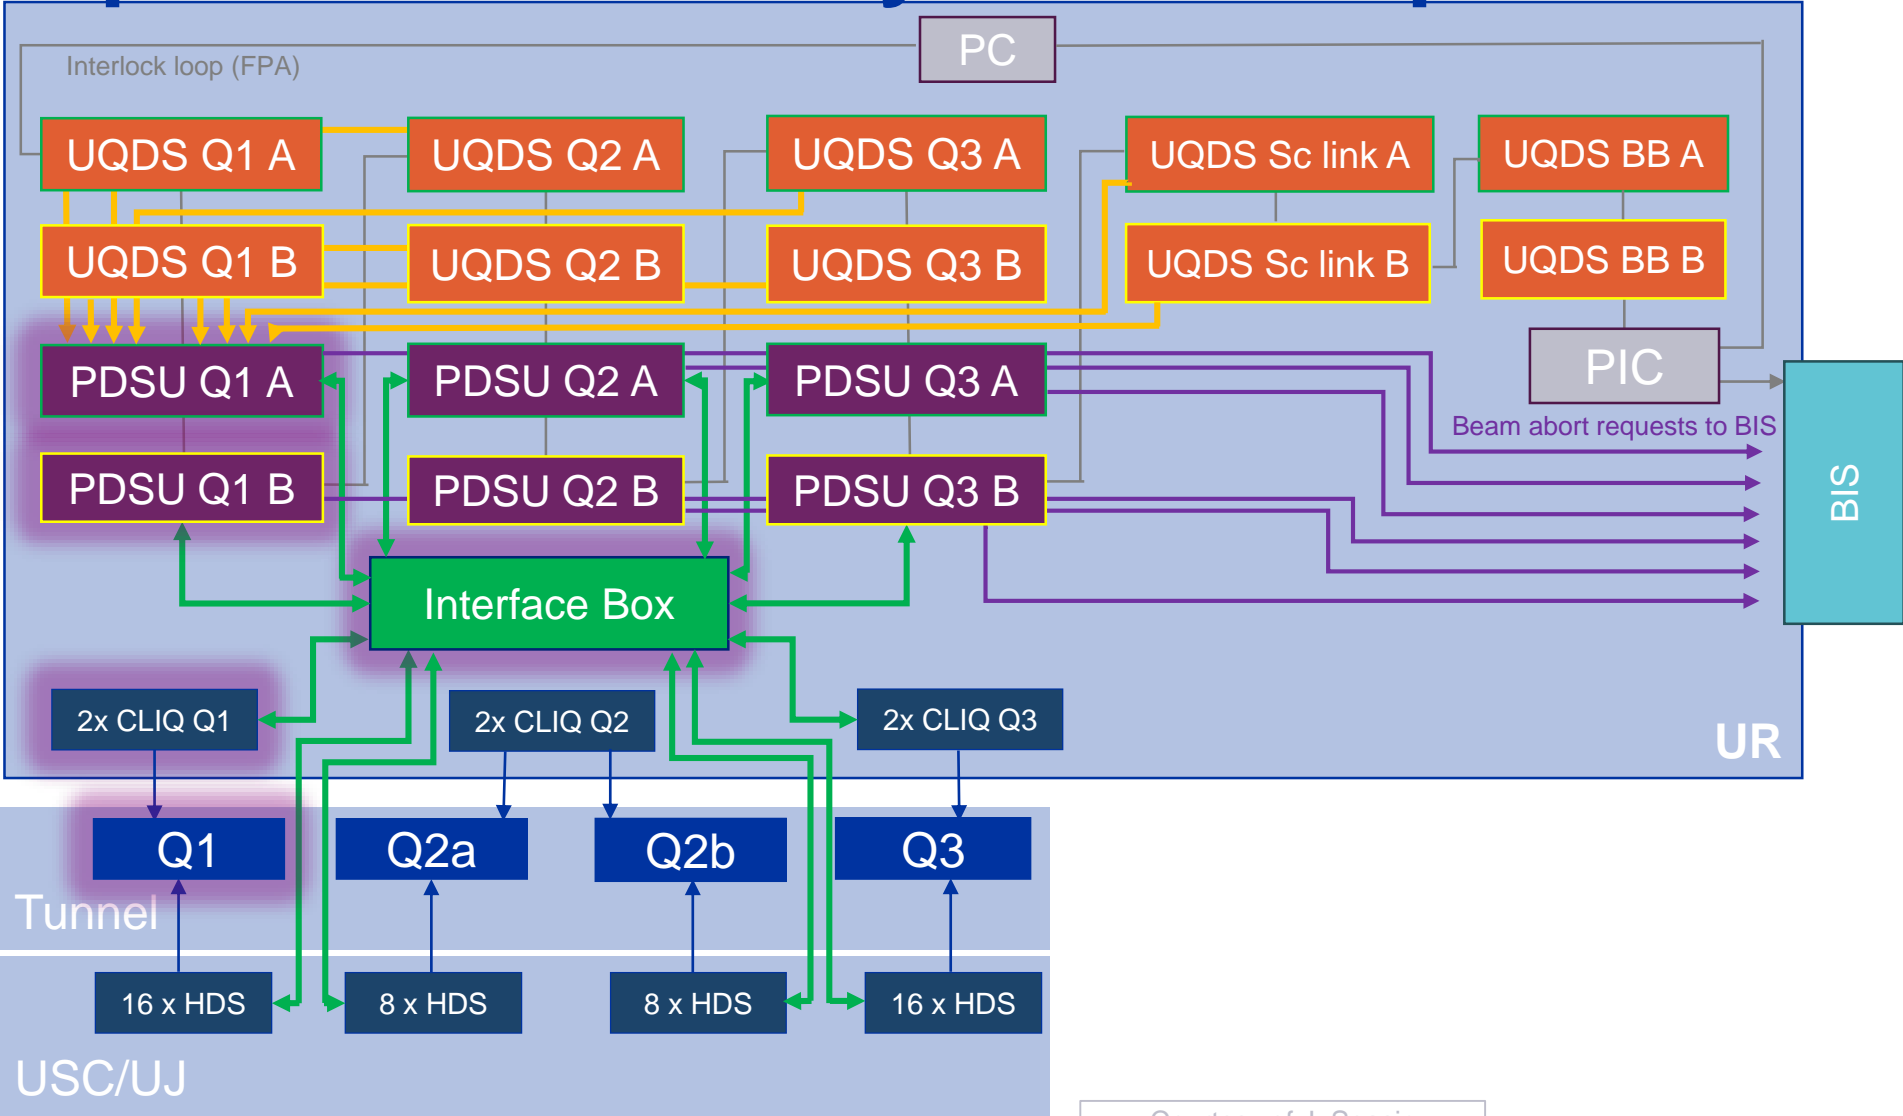 PC
Interlock loop (FPA)
UQDS Q1 A
UQDS Q2 A
UQDS Q3 A
UQDS Sc link A
UQDS BB A
UQDS Q1 B
UQDS Q2 B
UQDS Q3 B
UQDS Sc link B
UQDS BB B
PDSU Q1 A
PDSU Q2 A
PDSU Q3 A
PIC
Beam abort requests to BIS
BIS
PDSU Q1 B
PDSU Q2 B
PDSU Q3 B
Interface Box
2x CLIQ Q1
2x CLIQ Q2
2x CLIQ Q3
UR
Q1
Q2a
Q2b
Q3
Tunnel
16 x HDS
8 x HDS
8 x HDS
16 x HDS
USC/UJ